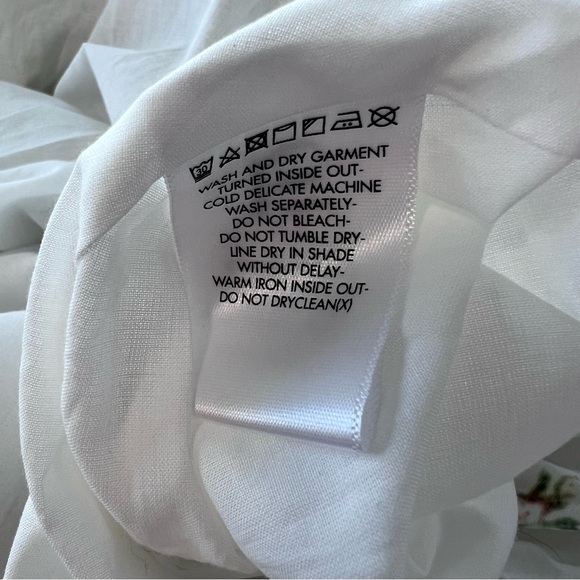 30
WASH AND DRY GARMENT
TURNED INSIDE OUT-
COLD DELICATE MACHINE
WASH SEPARATELY-
DO NOT BLEACH-
DO NOT TUMBLE DRY-
LINE DRY IN SHADE
WITHOUT DELAY-
WARM IRON INSIDE OUT-
DO NOT DRYCLEAN(X)